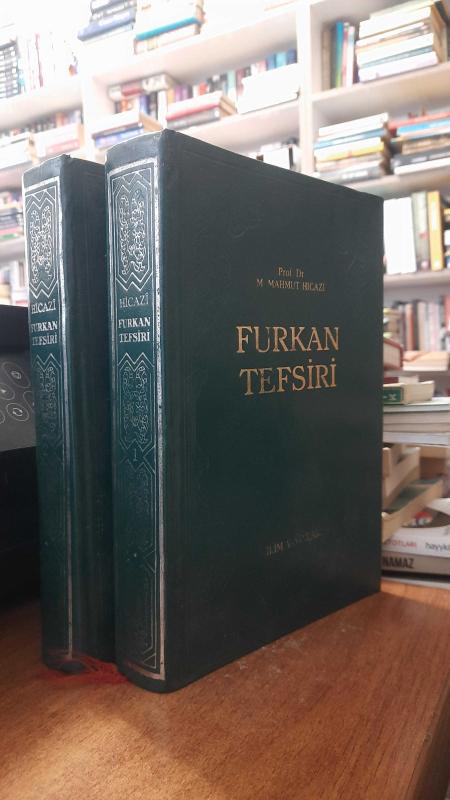 HİCAZİ
FURKAN
TEFSİRİ
HİCAZİ
FURKAN
TEFSİRİ
1
Prof Dr
M MAHMUT HİCAZİ
FURKAN
TEFSİRİ
İLİM
NAMAZ